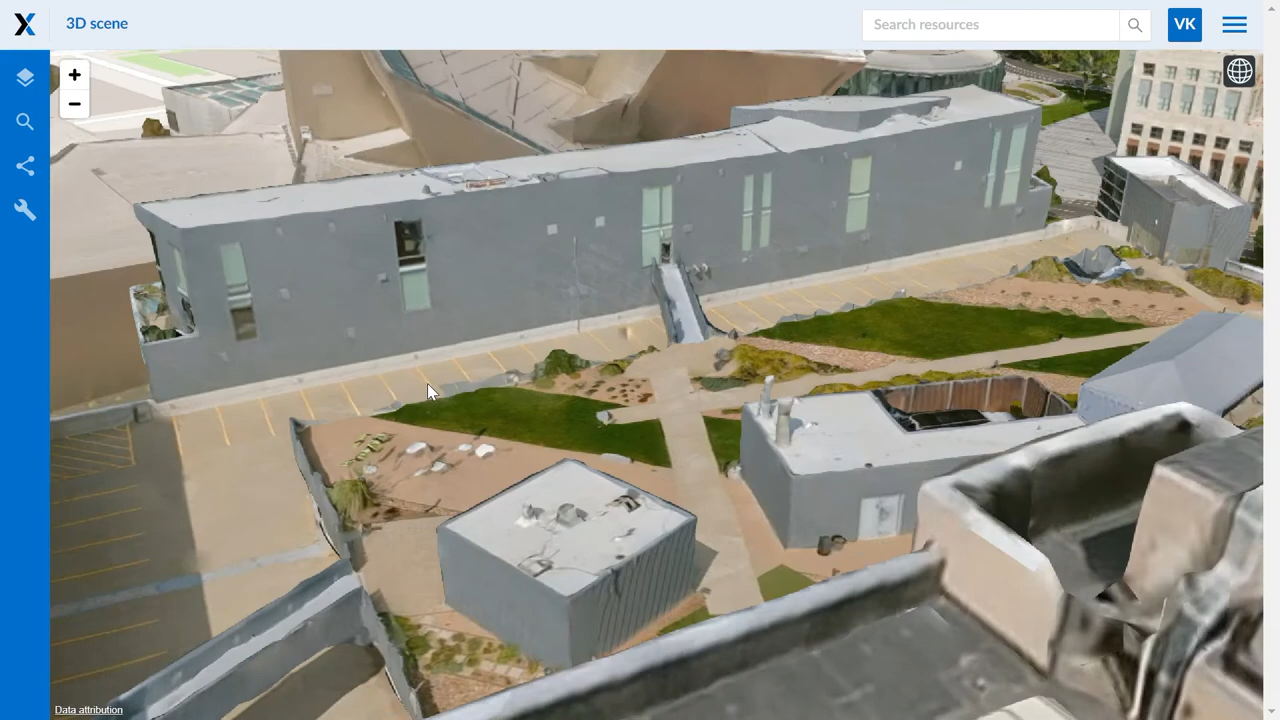 3D scene
Search resources
VK
+
−
Data attribution